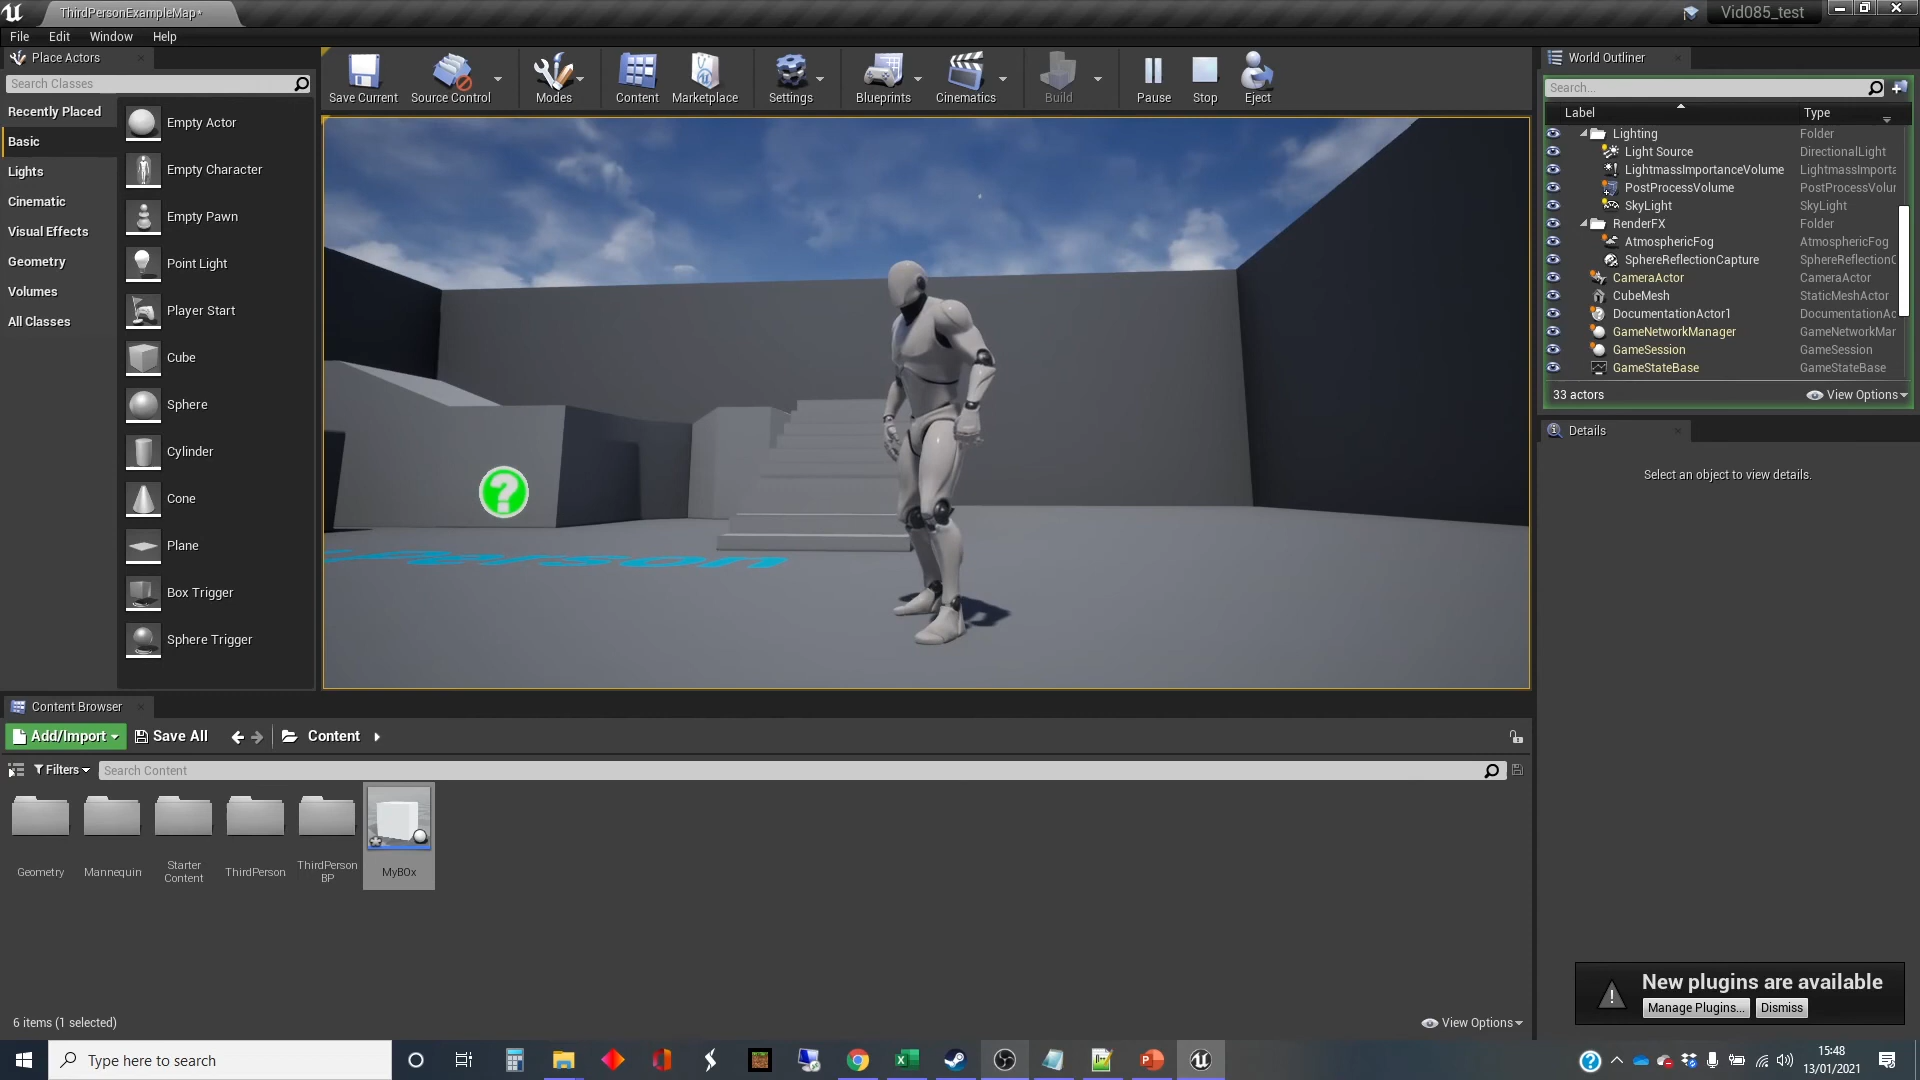 ThirdPersonExampleMap*
Vid085_test
File Edit Window Help
Place Actors
Search Classes
Recently Placed
Basic
Lights
Cinematic
Visual Effects
Geometry
Volumes
All Classes
Empty Actor
Empty Character
Empty Pawn
Point Light
Player Start
Cube
Sphere
Cylinder
Cone
Plane
Box Trigger
Sphere Trigger
Save Current
Source Control
Modes
Content
Marketplace
Settings
Blueprints
Cinematics
Build
Pause
Stop
Eject
?
World Outliner
Search...
Label Type
Lighting Folder
Light Source DirectionalLight
LightmassImportanceVolume LightmassImporta
PostProcessVolume PostProcessVolur
SkyLight SkyLight
RenderFX Folder
AtmosphericFog AtmosphericFog
SphereReflectionCapture SphereReflectionC
CameraActor CameraActor
CubeMesh StaticMeshActor
DocumentationActor1 DocumentationAc
GameNetworkManager GameNetworkMar
GameSession GameSession
GameStateBase GameStateBase
33 actors View Options
Details
Select an object to view details.
Content Browser
Add/Import Save All Content
Filters Search Content
Geometry
Mannequin
Starter
Content
ThirdPerson
ThirdPerson
BP
MyBOx
6 items (1 selected) View Options
New plugins are available
Manage Plugins... Dismiss
Type here to search
15:48
13/01/2021